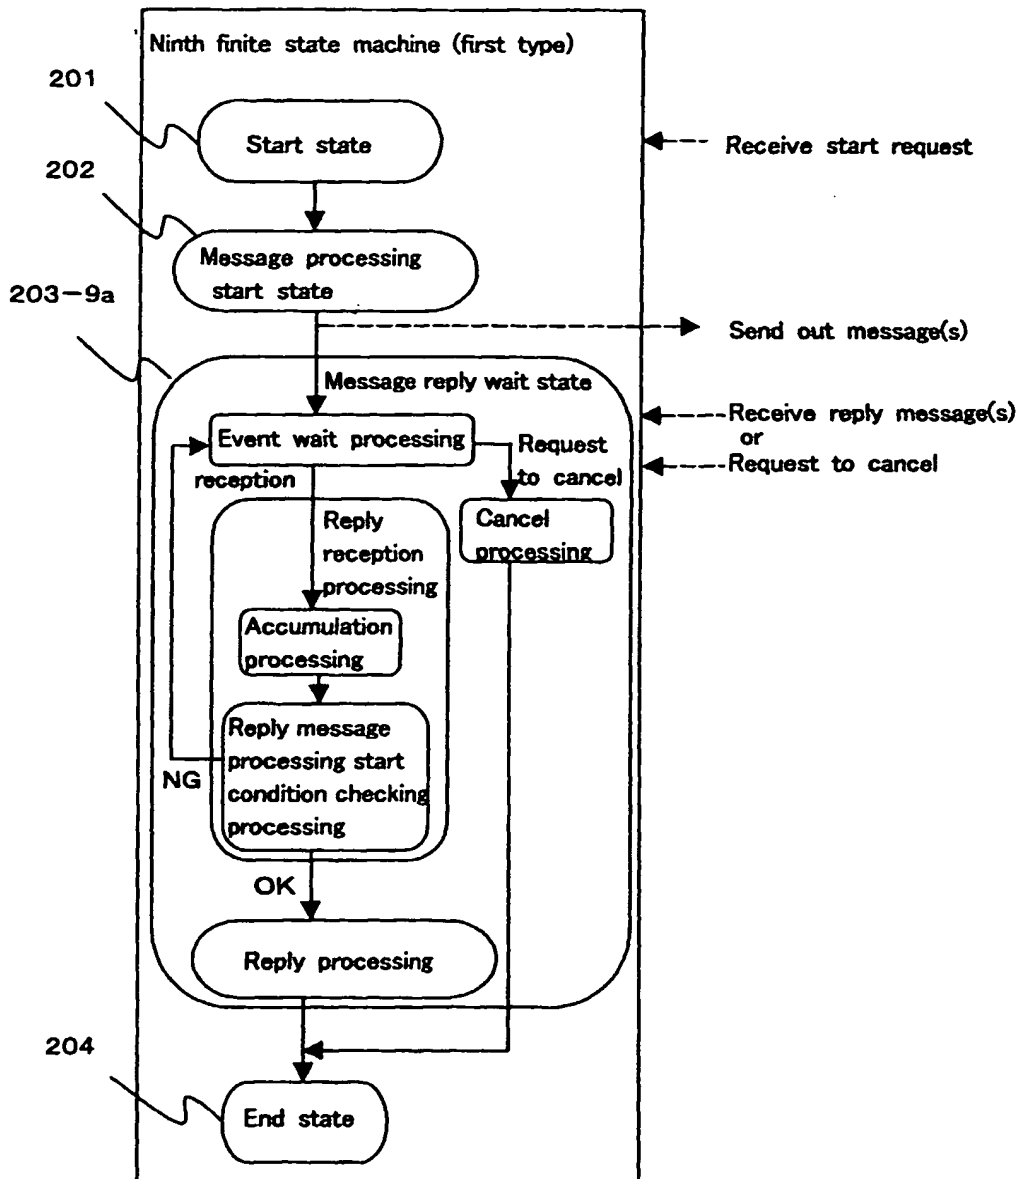 Ninth finite state machine (first type)
201
Start state
Receive start request
202
Message processing
start state
203-9a
Send out message(s)
Message reply wait state
Receive reply message(s)
or
Request to cancel
Event wait processing
Request
to cancel
reception
Reply
reception
processing
Cancel
processing
Accumulation
processing
Reply message
processing start
condition checking
processing
NG
OK
Reply processing
204
End state